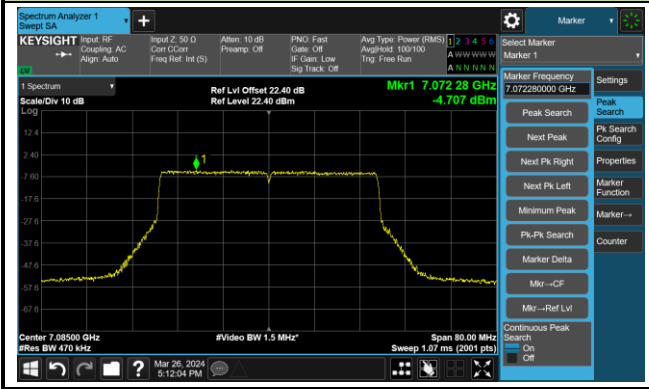 Spectrum Analyzer 1
Swept SA
+
Marker
KEYSIGHT
Input: RF
Coupling: AC
Align: Auto
Input Z: 50 Ω
Corr CCorr
Freq Ref: Int (S)
Atten: 10 dB
Preamp: Off
PNO: Fast
Gate: Off
IF Gain: Low
Sig Track: Off
Avg Type: Power (RMS)
Avg|Hold: 100/100
Trig: Free Run
1 2 3 4 5 6
A W W W W W
A N N N N N
LV
Select Marker
Marker 1
1 Spectrum
Scale/Div 10 dB
Log
Ref Lvl Offset 22.40 dB
Ref Level 22.40 dBm
Mkr1 7.072 28 GHz
-4.707 dBm
12.4
2.40
-7.60
-17.6
-27.6
-37.6
-47.6
-57.6
-67.6
1
Center 7.08500 GHz
#Res BW 470 kHz
#Video BW 1.5 MHz*
Span 80.00 MHz
Sweep 1.07 ms (2001 pts)
Marker Frequency
7.072280000 GHz
Peak Search
Next Peak
Next Pk Right
Next Pk Left
Minimum Peak
Pk-Pk Search
Marker Delta
Mkr→CF
Mkr→Ref Lvl
Continuous Peak
Search
On
Off
Settings
Peak
Search
Pk Search
Config
Properties
Marker
Function
Marker→
Counter
?
Mar 26, 2024
5:12:04 PM